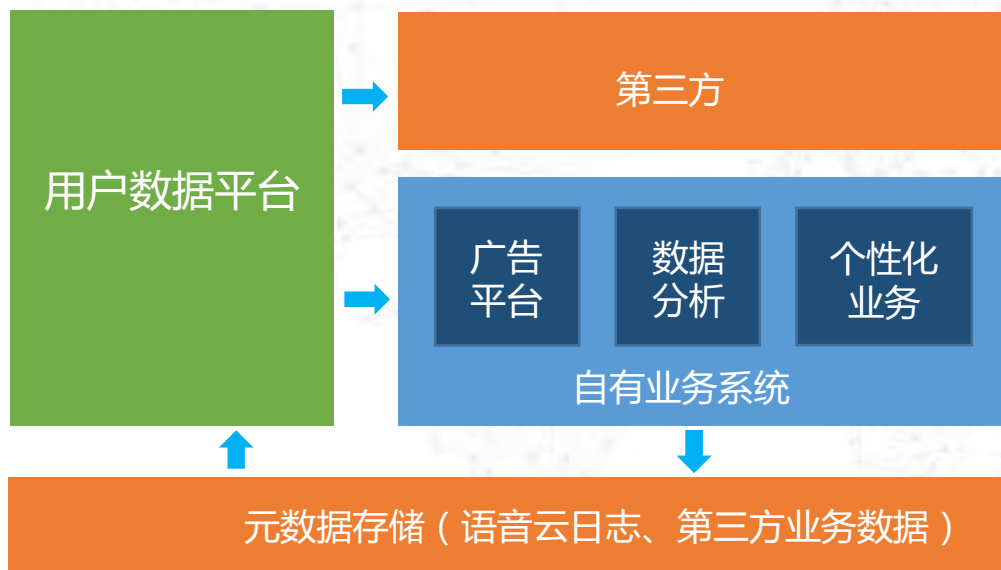 用户数据平台
第三方
广告
平台
数据
分析
个性化
业务
自有业务系统
元数据存储（语音云日志、第三方业务数据）